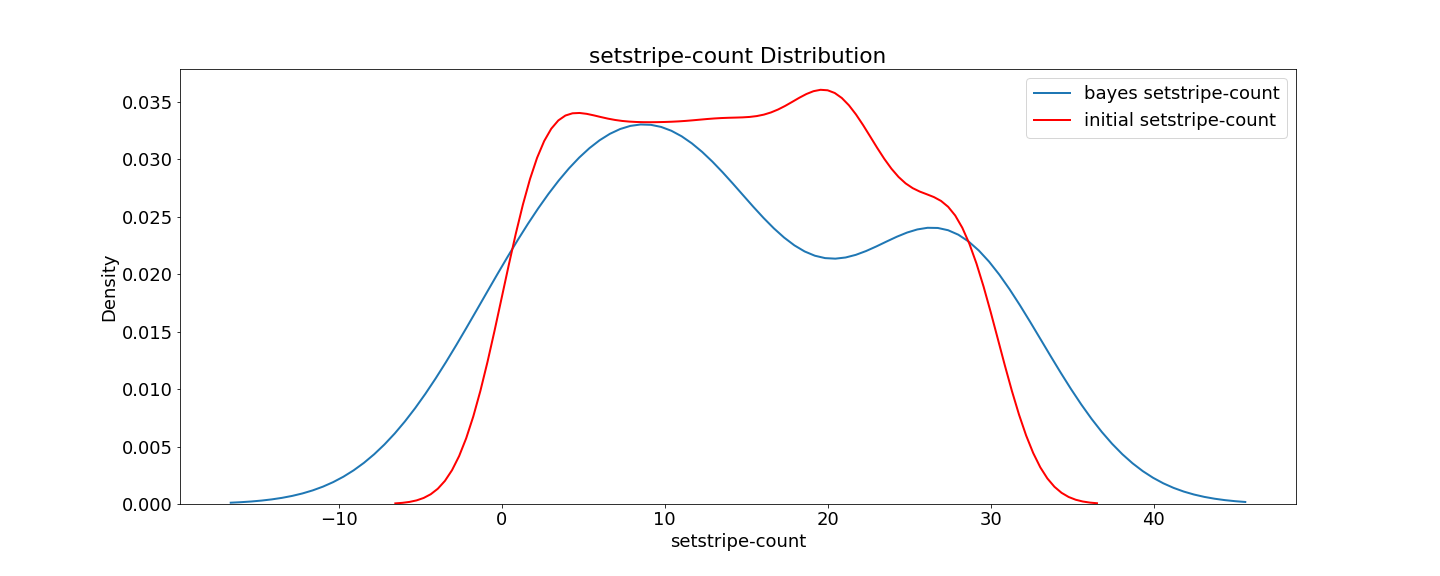 setstripe-count Distribution
bayes setstripe-count
initial setstripe-count
Density
0.035
0.030
0.025
0.020
0.015
0.010
0.005
0.000
−10
0
10
20
30
40
setstripe-count